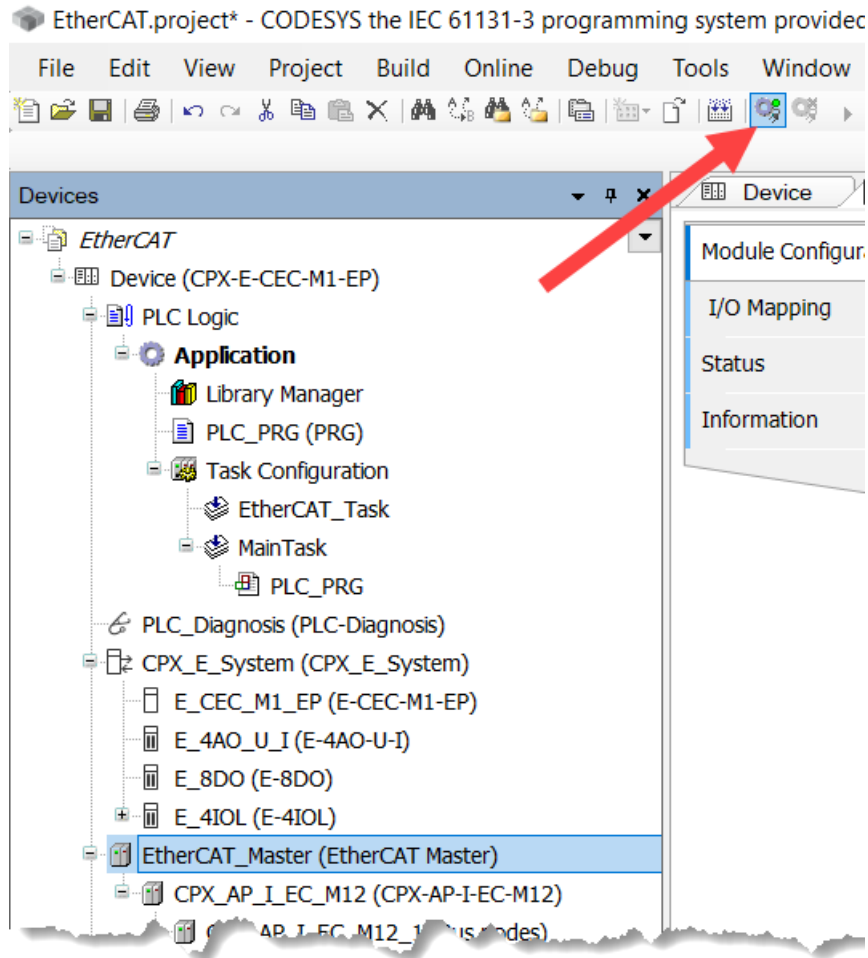 EtherCAT.project* - CODESYS the IEC 61131-3 programming system provided
File Edit View Project Build Online Debug Tools Window
Devices
Device
EtherCAT
Module Configura
Device (CPX-E-CEC-M1-EP)
I/O Mapping
PLC Logic
Application
Status
Library Manager
Information
PLC_PRG (PRG)
Task Configuration
EtherCAT_Task
MainTask
PLC_PRG
PLC_Diagnosis (PLC-Diagnosis)
CPX_E_System (CPX_E_System)
E_CEC_M1_EP (E-CEC-M1-EP)
E_4AO_U_I (E-4AO-U-I)
E_8DO (E-8DO)
E_4IOL (E-4IOL)
EtherCAT_Master (EtherCAT Master)
CPX_AP_I_EC_M12 (CPX-AP-I-EC-M12)